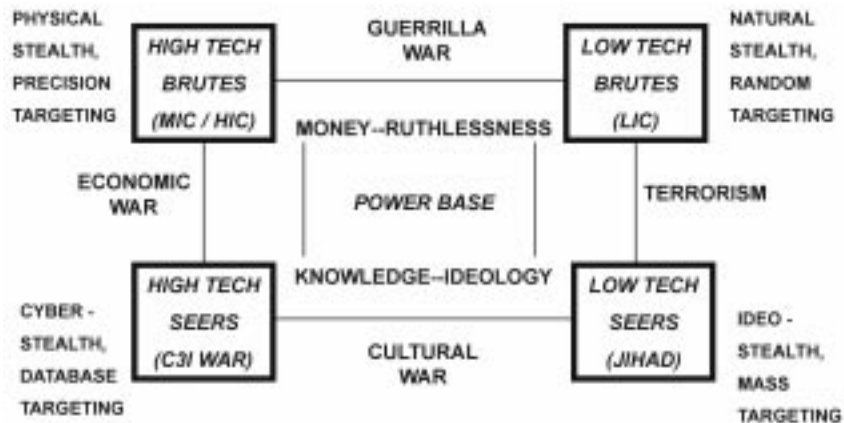 PHYSICAL
STEALTH,
PRECISION
TARGETING
HIGH TECH
BRUTES
(MIC / HIC)
GUERRILLA
WAR
LOW TECH
BRUTES
(LIC)
NATURAL
STEALTH,
RANDOM
TARGETING
MONEY--RUTHLESSNESS
ECONOMIC
WAR
POWER BASE
TERRORISM
KNOWLEDGE--IDEOLOGY
CYBER -
STEALTH,
DATABASE
TARGETING
HIGH TECH
SEERS
(C3I WAR)
CULTURAL
WAR
LOW TECH
SEERS
(JIHAD)
IDEO -
STEALTH,
MASS
TARGETING